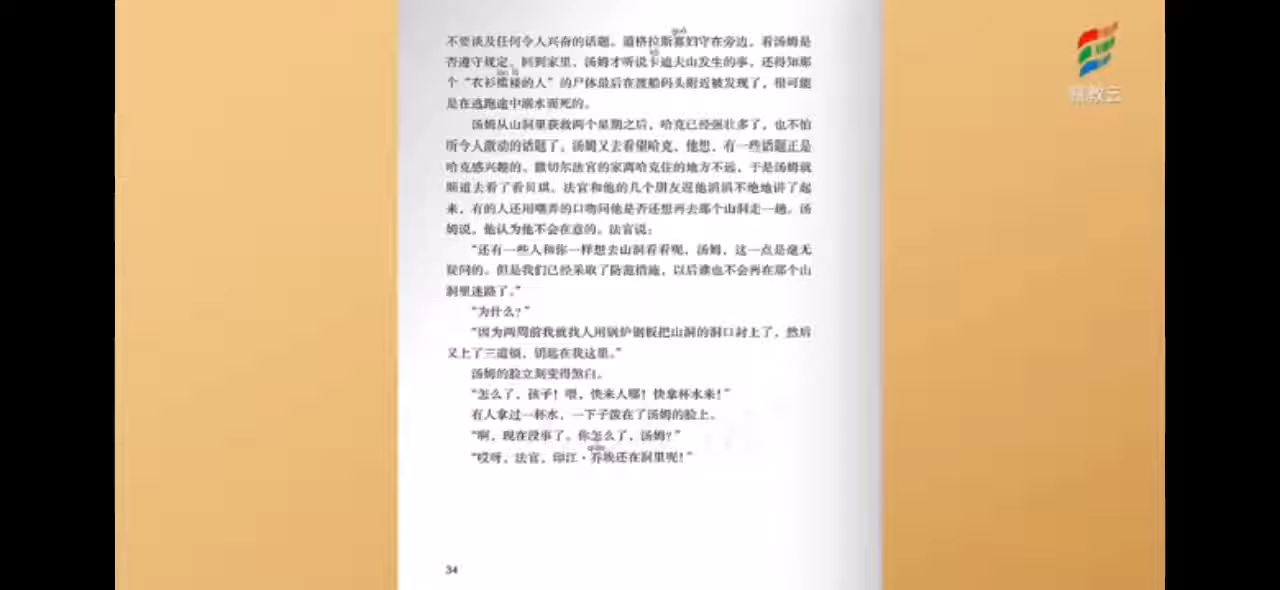 不要谈及任何令人兴奋的话题。道格拉斯寡妇守在旁边，看汤姆是
否遵守规定。回到家里，汤姆才听说卡迪夫山发生的事，还得知那
个“衣衫褴褛的人”的尸体最后在渡船码头附近被发现了，很可能
是在逃跑途中溺水而死的。
汤姆从山洞里获救两个星期之后，哈克已经强壮多了，也不怕
听令人激动的话题了。汤姆又去看望哈克，他想，有一些话题正是
哈克感兴趣的。撒切尔法官的家离哈克住的地方不远，于是汤姆就
顺道去看了看贝琪。法官和他的几个朋友逗他滔滔不绝地讲了起
来，有的人还用嘲弄的口吻问他是否还想再去那个山洞走一趟。汤
姆说，他认为他不会在意的。法官说：
“还有一些人和你一样想去山洞看看呢，汤姆，这一点是毫无
疑问的。但是我们已经采取了防范措施，以后谁也不会再在那个山
洞里迷路了。”
“为什么？”
“因为两周前我就找人用锅炉钢板把山洞的洞口封上了，然后
又上了三道锁，钥匙在我这里。”
汤姆的脸立刻变得煞白。
“怎么了，孩子！喂，快来人哪！快拿杯水来！”
有人拿过一杯水，一下子泼在了汤姆的脸上。
“啊，现在没事了。你怎么了，汤姆？”
“哎呀，法官，印江·乔埃还在洞里呢！”
34